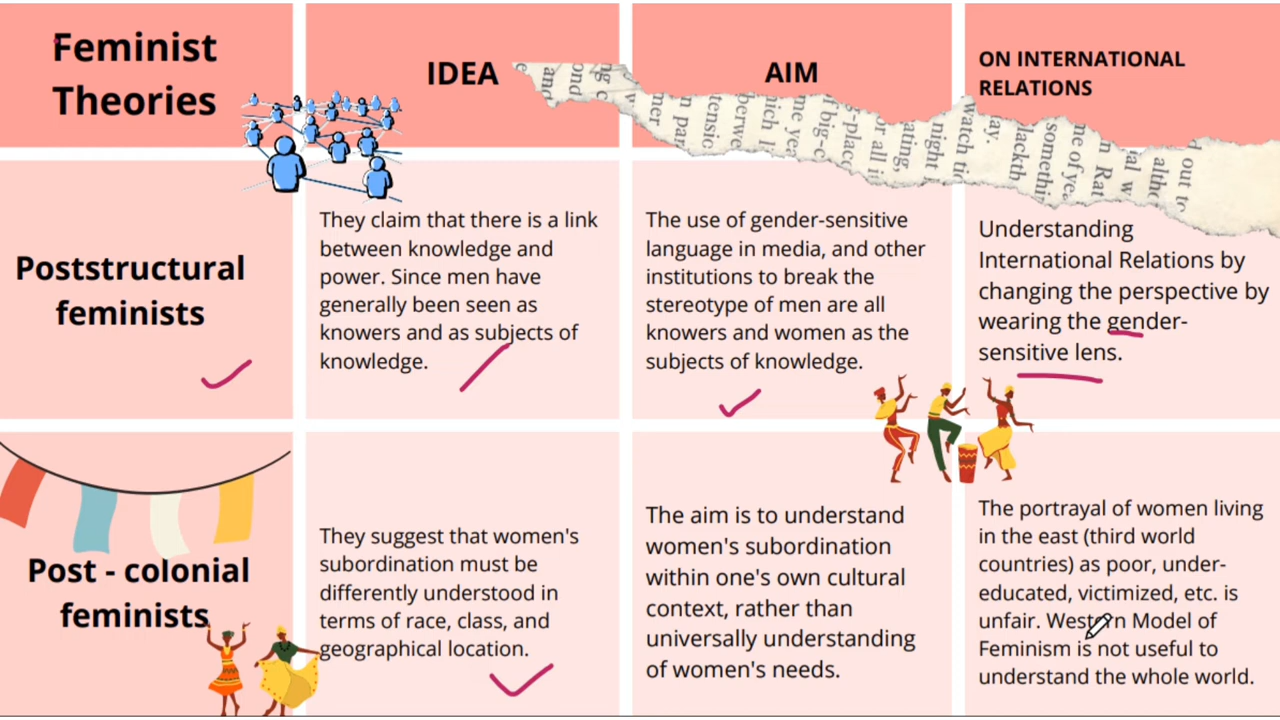 Feminist
Theories
IDEA
AIM
ON INTERNATIONAL
RELATIONS
Poststructural
feminists
They claim that there is a link
between knowledge and
power. Since men have
generally been seen as
knowers and as subjects of
knowledge.
The use of gender-sensitive
language in media, and other
institutions to break the
stereotype of men are all
knowers and women as the
subjects of knowledge.
Understanding
International Relations by
changing the perspective by
wearing the gender-
sensitive lens.
Post - colonial
feminists
They suggest that women's
subordination must be
differently understood in
terms of race, class, and
geographical location.
The aim is to understand
women's subordination
within one's own cultural
context, rather than
universally understanding
of women's needs.
The portrayal of women living
in the east (third world
countries) as poor, under-
educated, victimized, etc. is
unfair. Western Model of
Feminism is not useful to
understand the whole world.